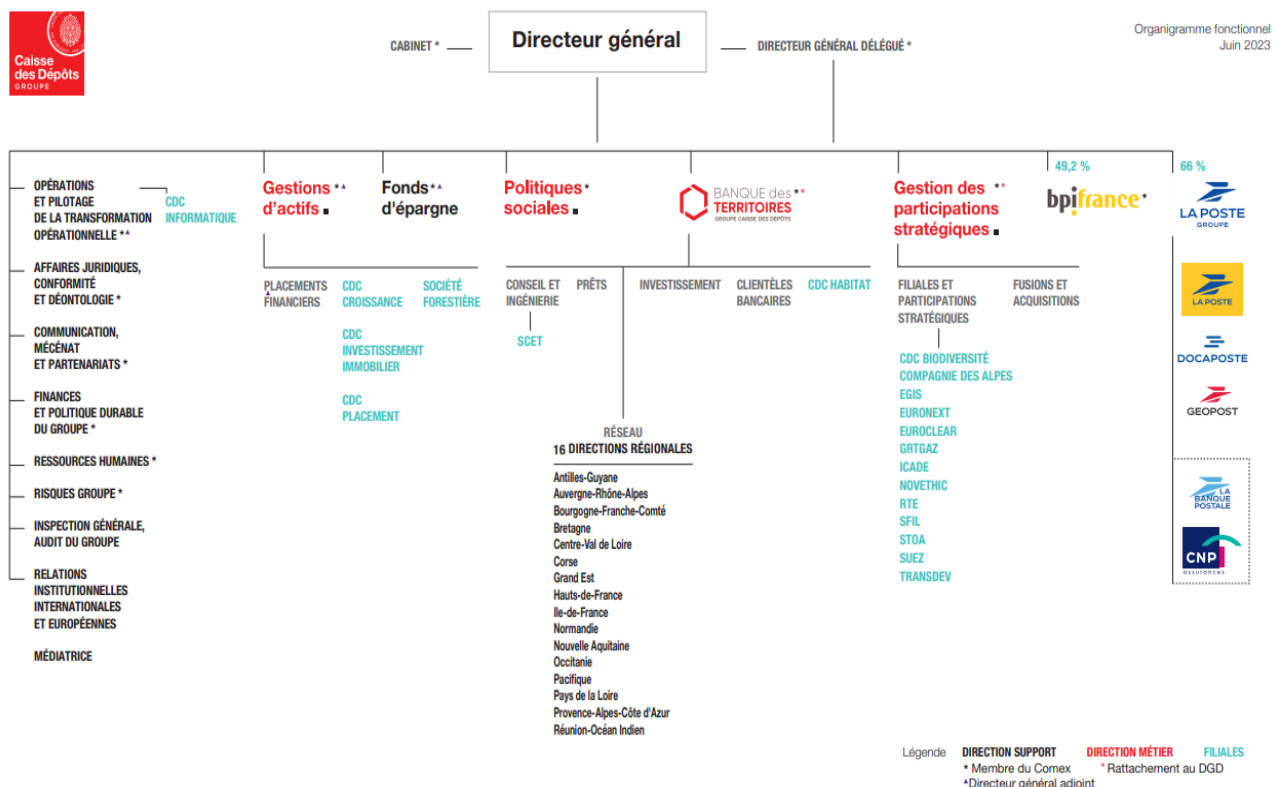 Caisse
des Dépôts
GROUPE
CABINET *
Directeur général
DIRECTEUR GÉNÉRAL DÉLÉGUÉ *
Organigramme fonctionnel
Juin 2023
OPÉRATIONS
ET PILOTAGE
DE LA TRANSFORMATION
OPÉRATIONNELLE *▲
CDC
INFORMATIQUE
AFFAIRES JURIDIQUES,
CONFORMITÉ
ET DÉONTOLOGIE *
COMMUNICATION,
MÉCÉNAT
ET PARTENARIATS *
FINANCES
ET POLITIQUE DURABLE
DU GROUPE *
RESSOURCES HUMAINES *
RISQUES GROUPE *
INSPECTION GÉNÉRALE,
AUDIT DU GROUPE
RELATIONS
INSTITUTIONNELLES
INTERNATIONALES
ET EUROPÉENNES
MÉDIATRICE
Gestions *▲
d'actifs ■
PLACEMENTS
▲
FINANCIERS
CDC
CROISSANCE
CDC
INVESTISSEMENT
IMMOBILIER
CDC
PLACEMENT
SOCIÉTÉ
FORESTIÈRE
Fonds *▲
d'épargne
Politiques *
sociales ■
BANQUE des **
TERRITOIRES
GROUPE CAISSE DES DÉPÔTS
CONSEIL ET
INGÉNIERIE
SCET
PRÊTS
INVESTISSEMENT
CLIENTÈLES
BANCAIRES
CDC HABITAT
RÉSEAU
16 DIRECTIONS RÉGIONALES
Antilles-Guyane
Auvergne-Rhône-Alpes
Bourgogne-Franche-Comté
Bretagne
Centre-Val de Loire
Corse
Grand Est
Hauts-de-France
Ile-de-France
Normandie
Nouvelle Aquitaine
Occitanie
Pacifique
Pays de la Loire
Provence-Alpes-Côte d'Azur
Réunion-Océan Indien
Gestion des **
participations
stratégiques ■
FILIALES ET
PARTICIPATIONS
STRATÉGIQUES
CDC BIODIVERSITÉ
COMPAGNIE DES ALPES
EGIS
EURONEXT
EUROCLEAR
GRTGAZ
ICADE
NOVETHIC
RTE
SFIL
STOA
SUEZ
TRANSDEV
FUSIONS ET
ACQUISITIONS
49,2 %
bpifrance *
66 %
LA POSTE
GROUPE
LA POSTE
DOCAPOSTE
GEOPOST
LA
BANQUE
POSTALE
CNP
assurances
Légende
DIRECTION SUPPORT
DIRECTION MÉTIER
FILIALES
* Membre du Comex
* Rattachement au DGD
▲Directeur général adjoint